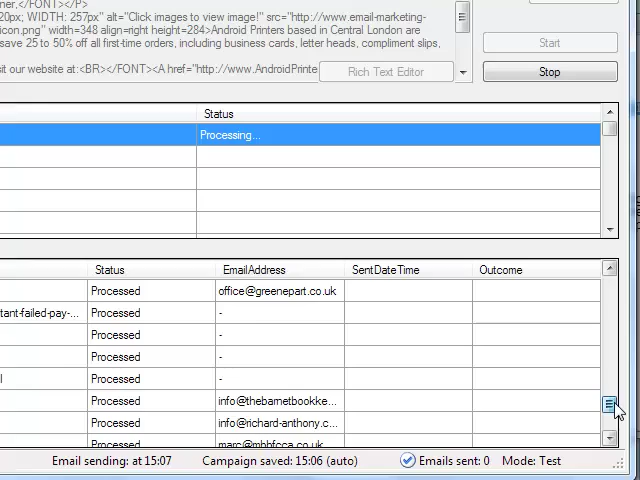 ner,</FONT></P>
20px; WIDTH: 257px" alt="Click images to view image!" src="http://www.email-marketing-
icon.png" width=348 align=right height=284>Android Printers based in Central London are
save 25 to 50% off all first-time orders, including business cards, letter heads, compliment slips,
sit our website at:<BR></FONT><A href="http://www.AndroidPrinte
Rich Text Editor
Start
Stop
Status
Processing...
Status EmailAddress SentDateTime Outcome
Processed office@greenepart.co.uk
tant-failed-pay-... Processed -
Processed -
Processed -
l Processed -
Processed info@thebarnetbookke...
Processed info@richard-anthony.c...
Processed marc@mbhfcca.co.uk
Email sending: at 15:07 Campaign saved: 15:06 (auto) Emails sent: 0 Mode: Test